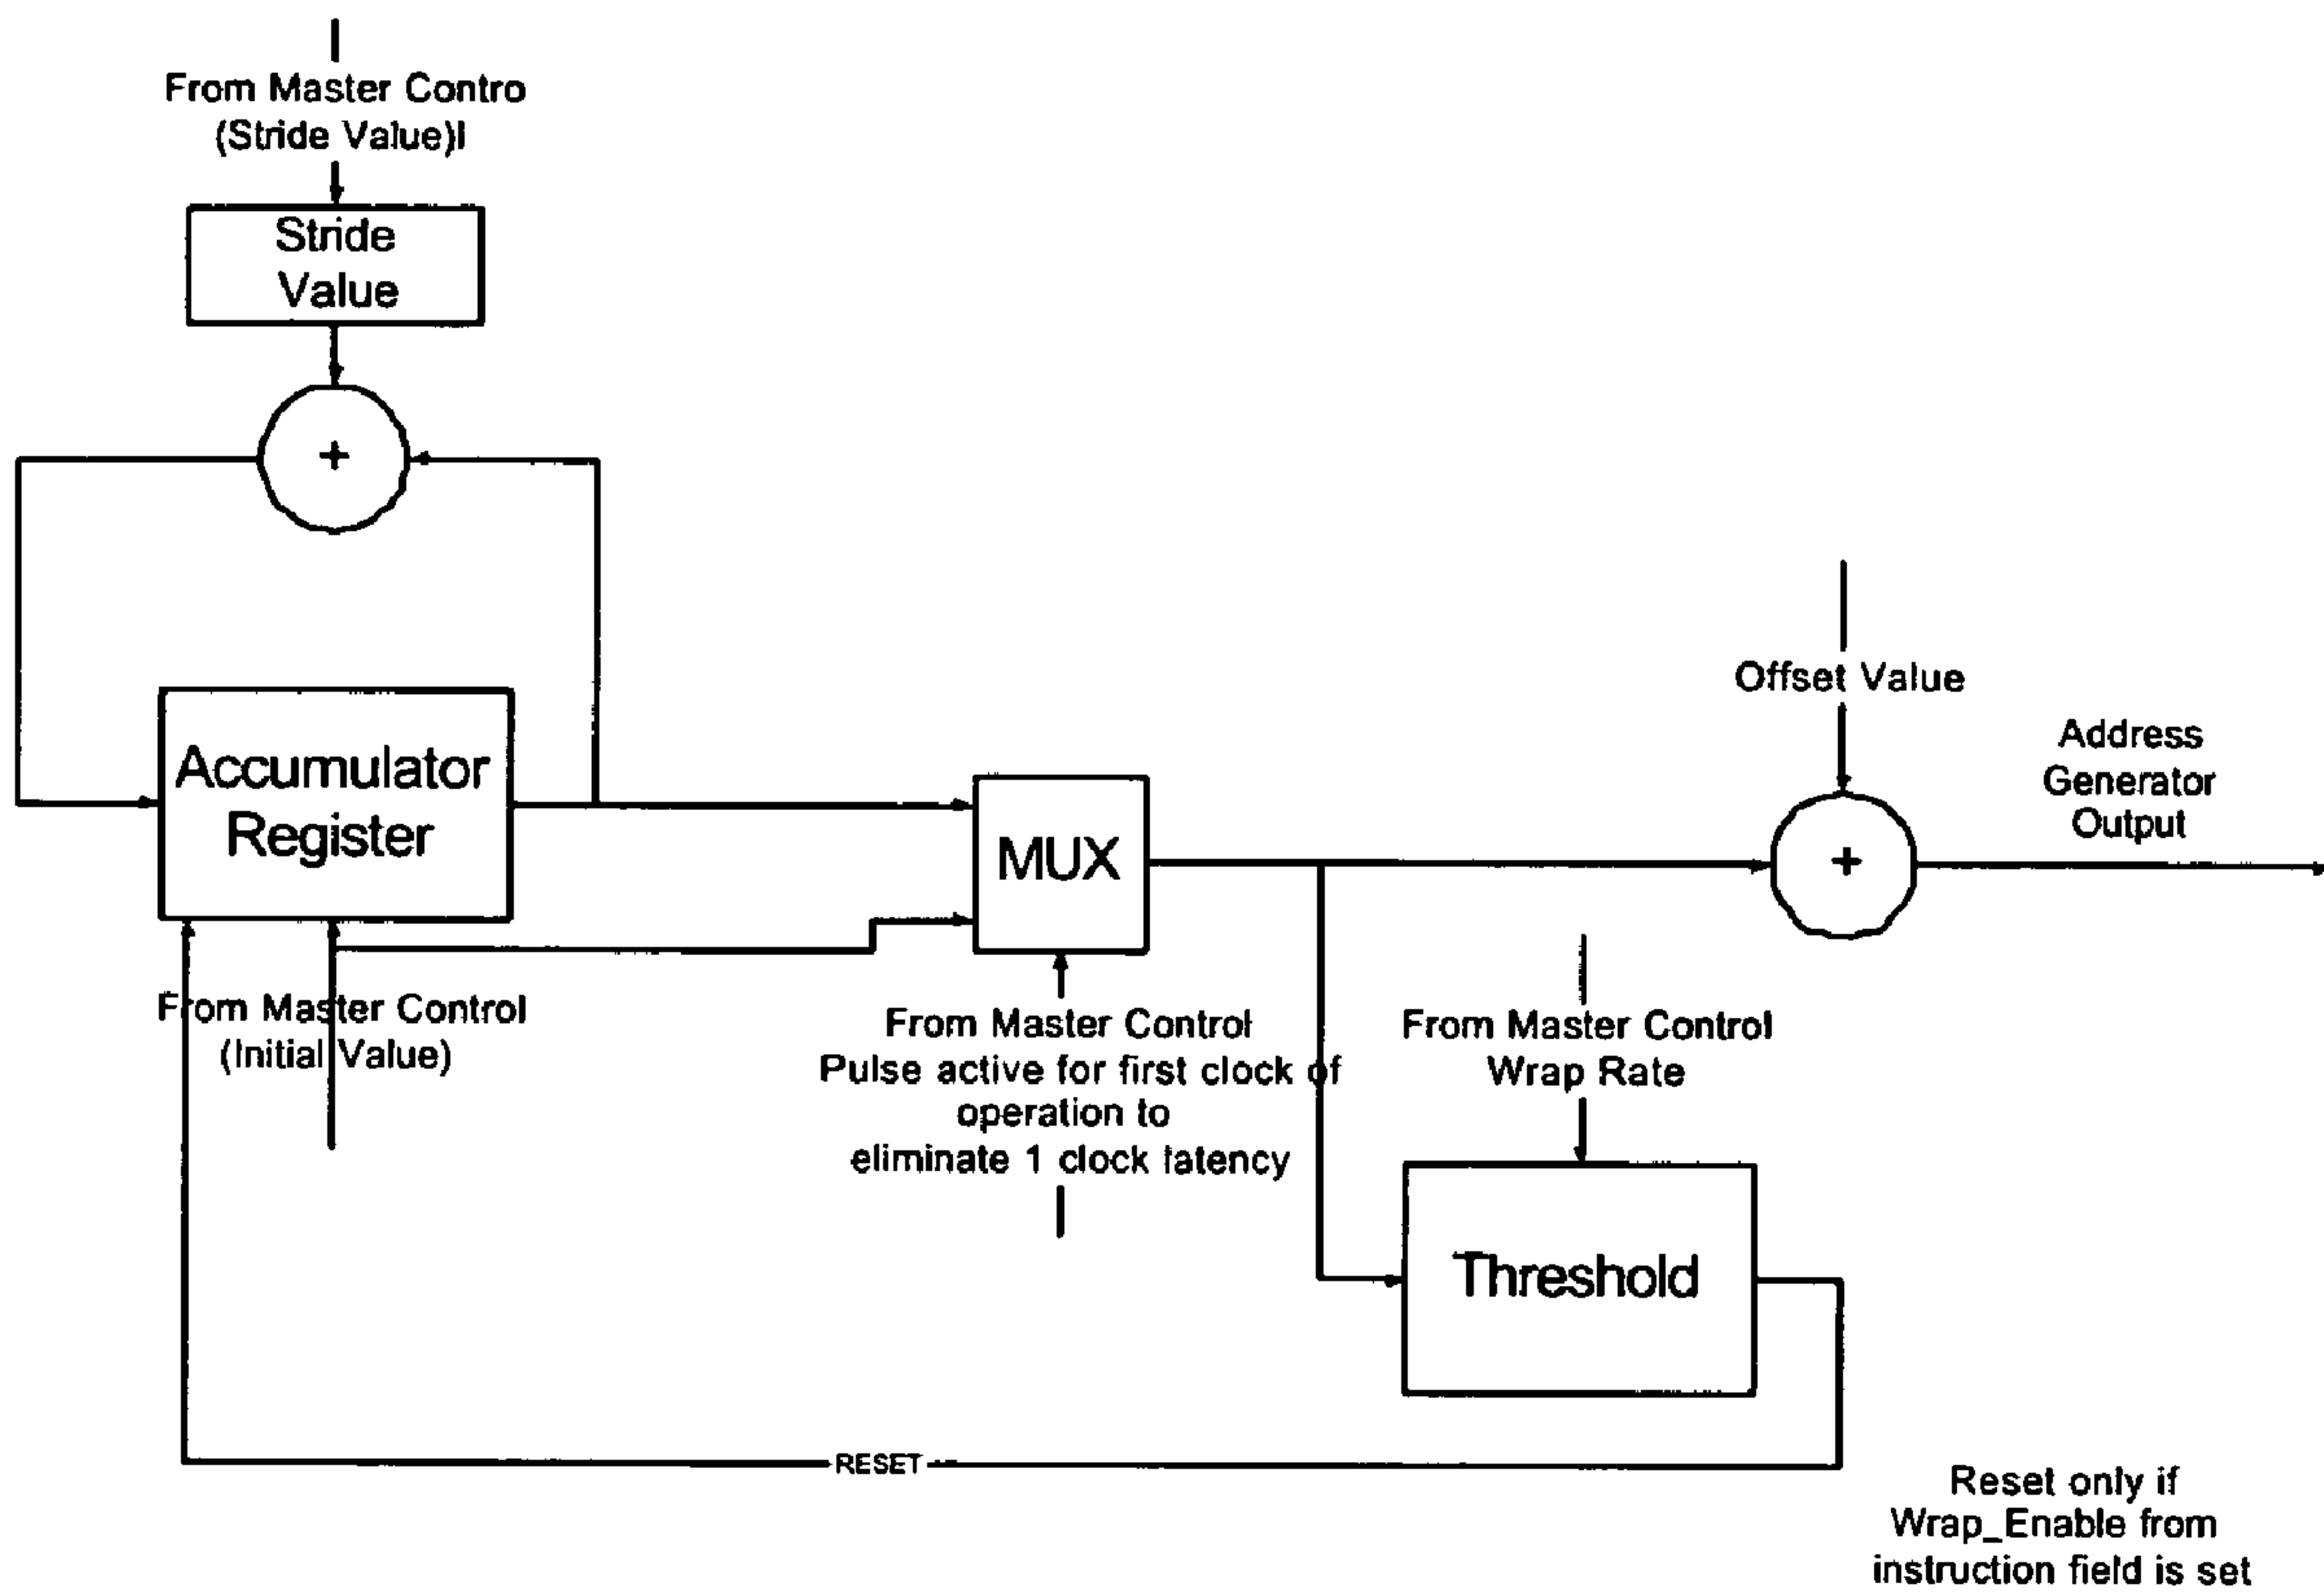 From Master Contro
(Stride Value)l
Stride
Value
+
Accumulator
Register
From Master Control
(Initial Value)
MUX
From Master Control
Pulse active for first clock of
operation to
eliminate 1 clock latency
Offset Value
+
Address
Generator
Output
From Master Control
Wrap Rate
Threshold
RESET
Reset only if
Wrap_Enable from
instruction field is set